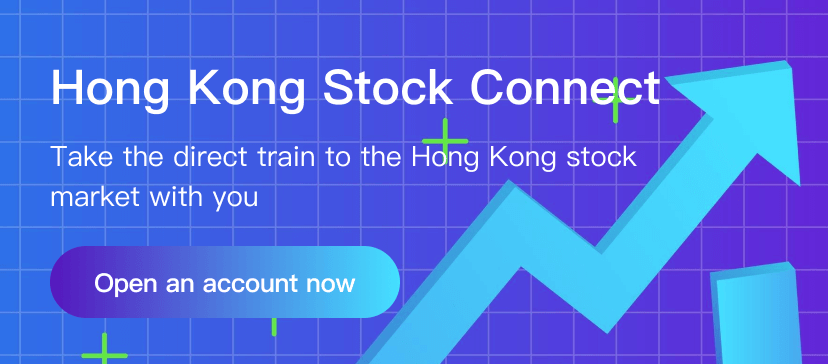 Hong Kong Stock Connect
Take the direct train to the Hong Kong stock
market with you
Open an account now